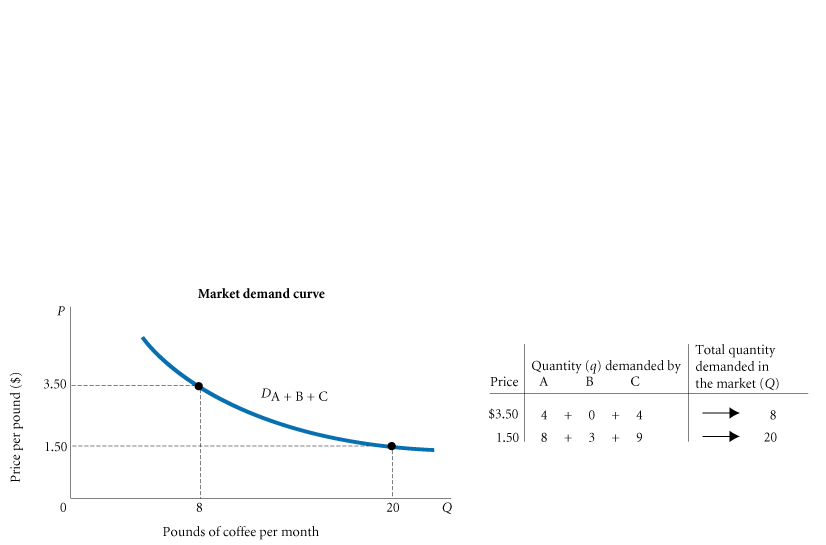 Market demand curve
P
Price per pound ($)
3.50
D A + B + C
1.50
0
8
20
Q
Pounds of coffee per month
Total quantity
Quantity (q) demanded by
demanded in
Price
A B C
the market (Q)
$3.50 4 + 0 + 4 8
1.50 8 + 3 + 9 20